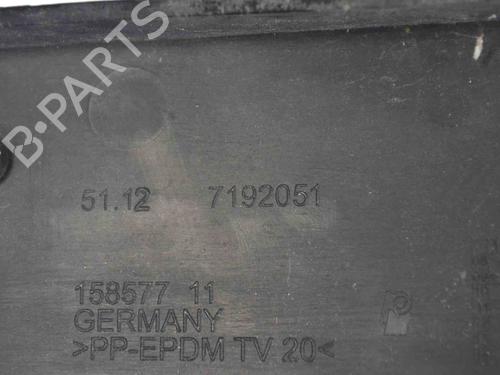 B-PARTS
51.12 7192051
158577 11
GERMANY
>PP-EPDM TV 20<